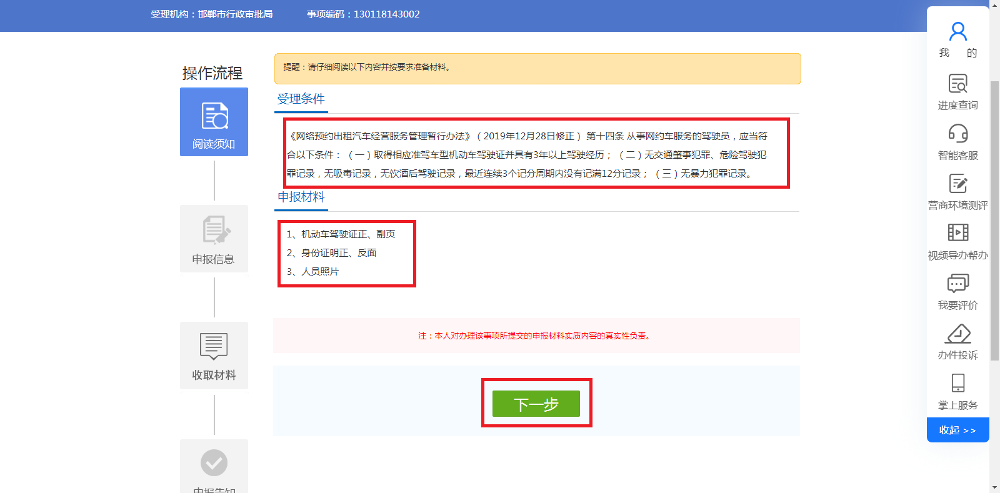 受理机构：邯郸市行政审批局 事项编码：130118143002
操作流程
阅读须知
申报信息
收取材料
申报告知
提醒：请仔细阅读以下内容并按要求准备材料。
受理条件
《网络预约出租汽车经营服务管理暂行办法》（2019年12月28日修正） 第十四条 从事网约车服务的驾驶员，应当符
合以下条件： （一）取得相应准驾车型机动车驾驶证并具有3年以上驾驶经历； （二）无交通肇事犯罪、危险驾驶犯
罪记录，无吸毒记录，无饮酒后驾驶记录，最近连续3个记分周期内没有记满12分记录； （三）无暴力犯罪记录。
申报材料
1、机动车驾驶证正、副页
2、身份证明正、反面
3、人员照片
注：本人对办理该事项所提交的申报材料实质内容的真实性负责。
下一步
我 的
进度查询
智能客服
营商环境测评
视频导办帮办
我要评价
办件投诉
掌上服务
收起 >>